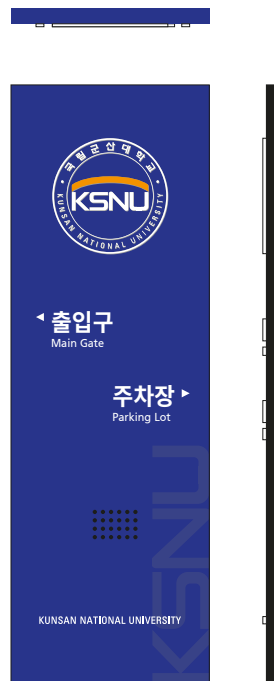 국립군산대학교
KSNU
KUNSAN NATIONAL UNIVERSITY
◀ 출입구
Main Gate
주차장 ▶
Parking Lot
KSNU
KUNSAN NATIONAL UNIVERSITY